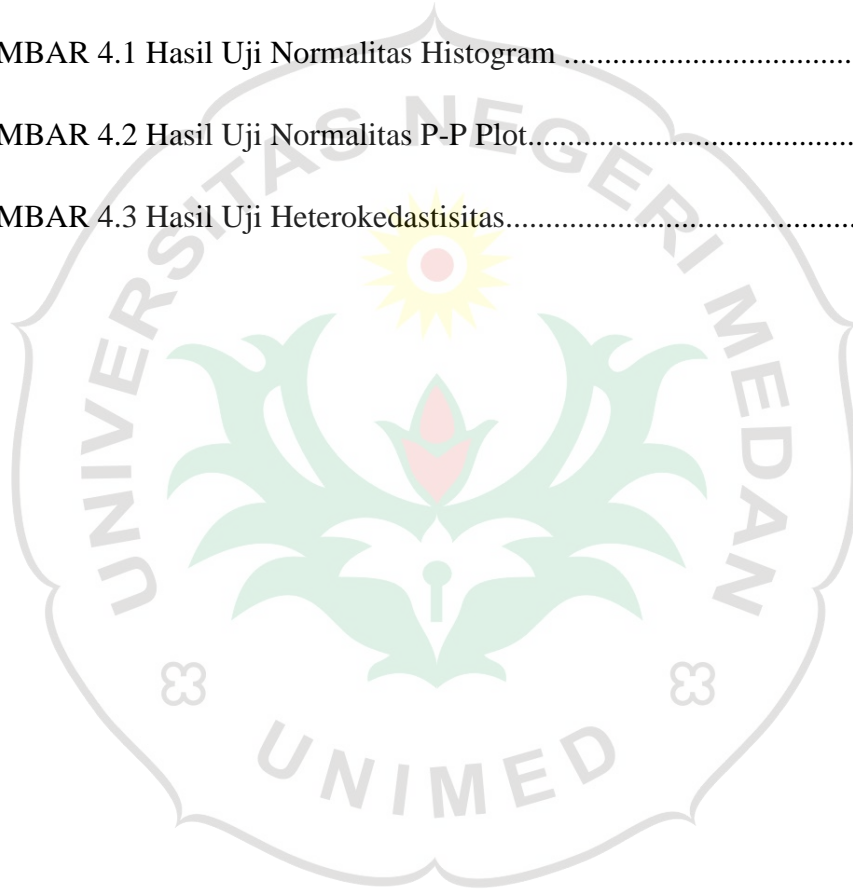 MBAR 4.1 Hasil Uji Normalitas Histogram ...................................
MBAR 4.2 Hasil Uji Normalitas P-P Plot........................................
MBAR 4.3 Hasil Uji Heterokedastisitas...........................................
UNIVERSITAS NEGERI MEDAN
UNIMED